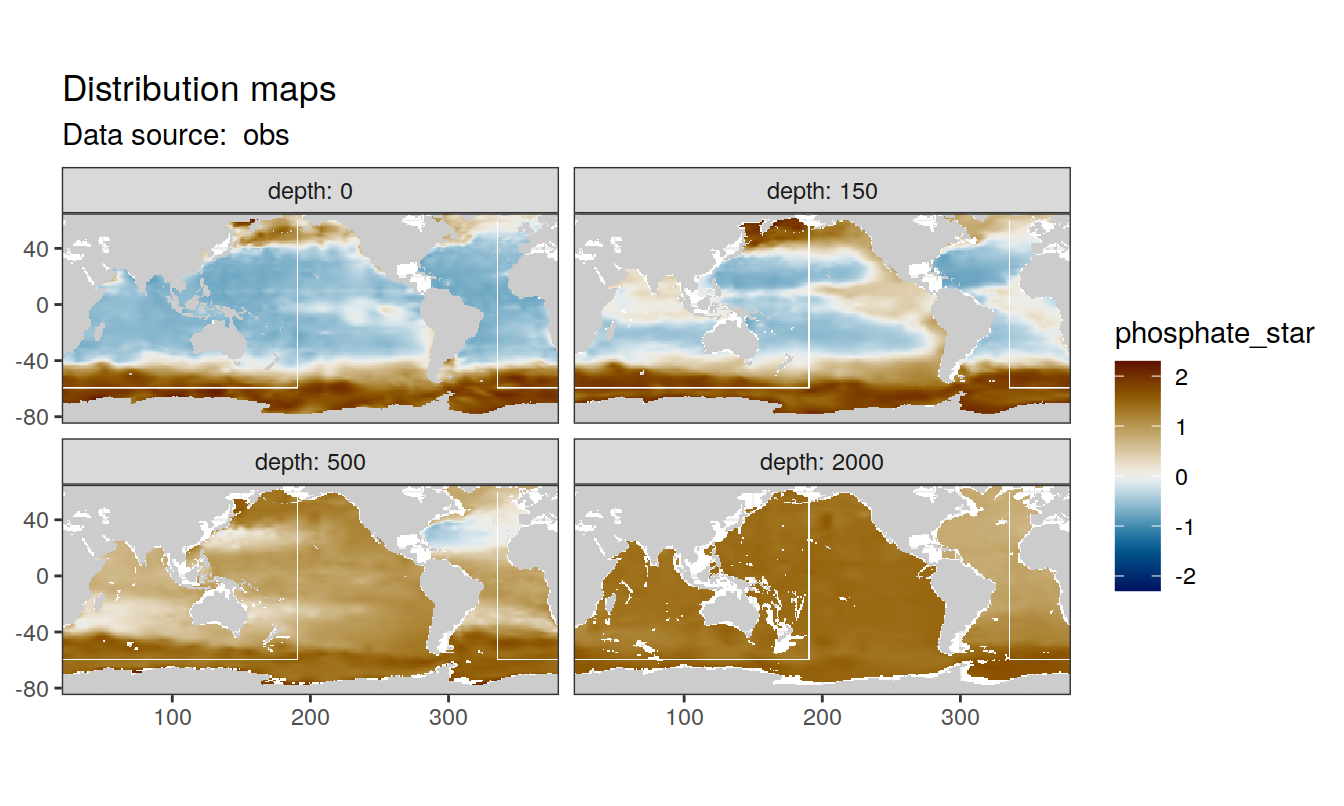 Distribution maps
Data source:  obs
depth: 0
depth: 150
40
0
-40
-80
depth: 500
depth: 2000
40
0
-40
-80
100
200
300
100
200
300
phosphate_star
2
1
0
-1
-2